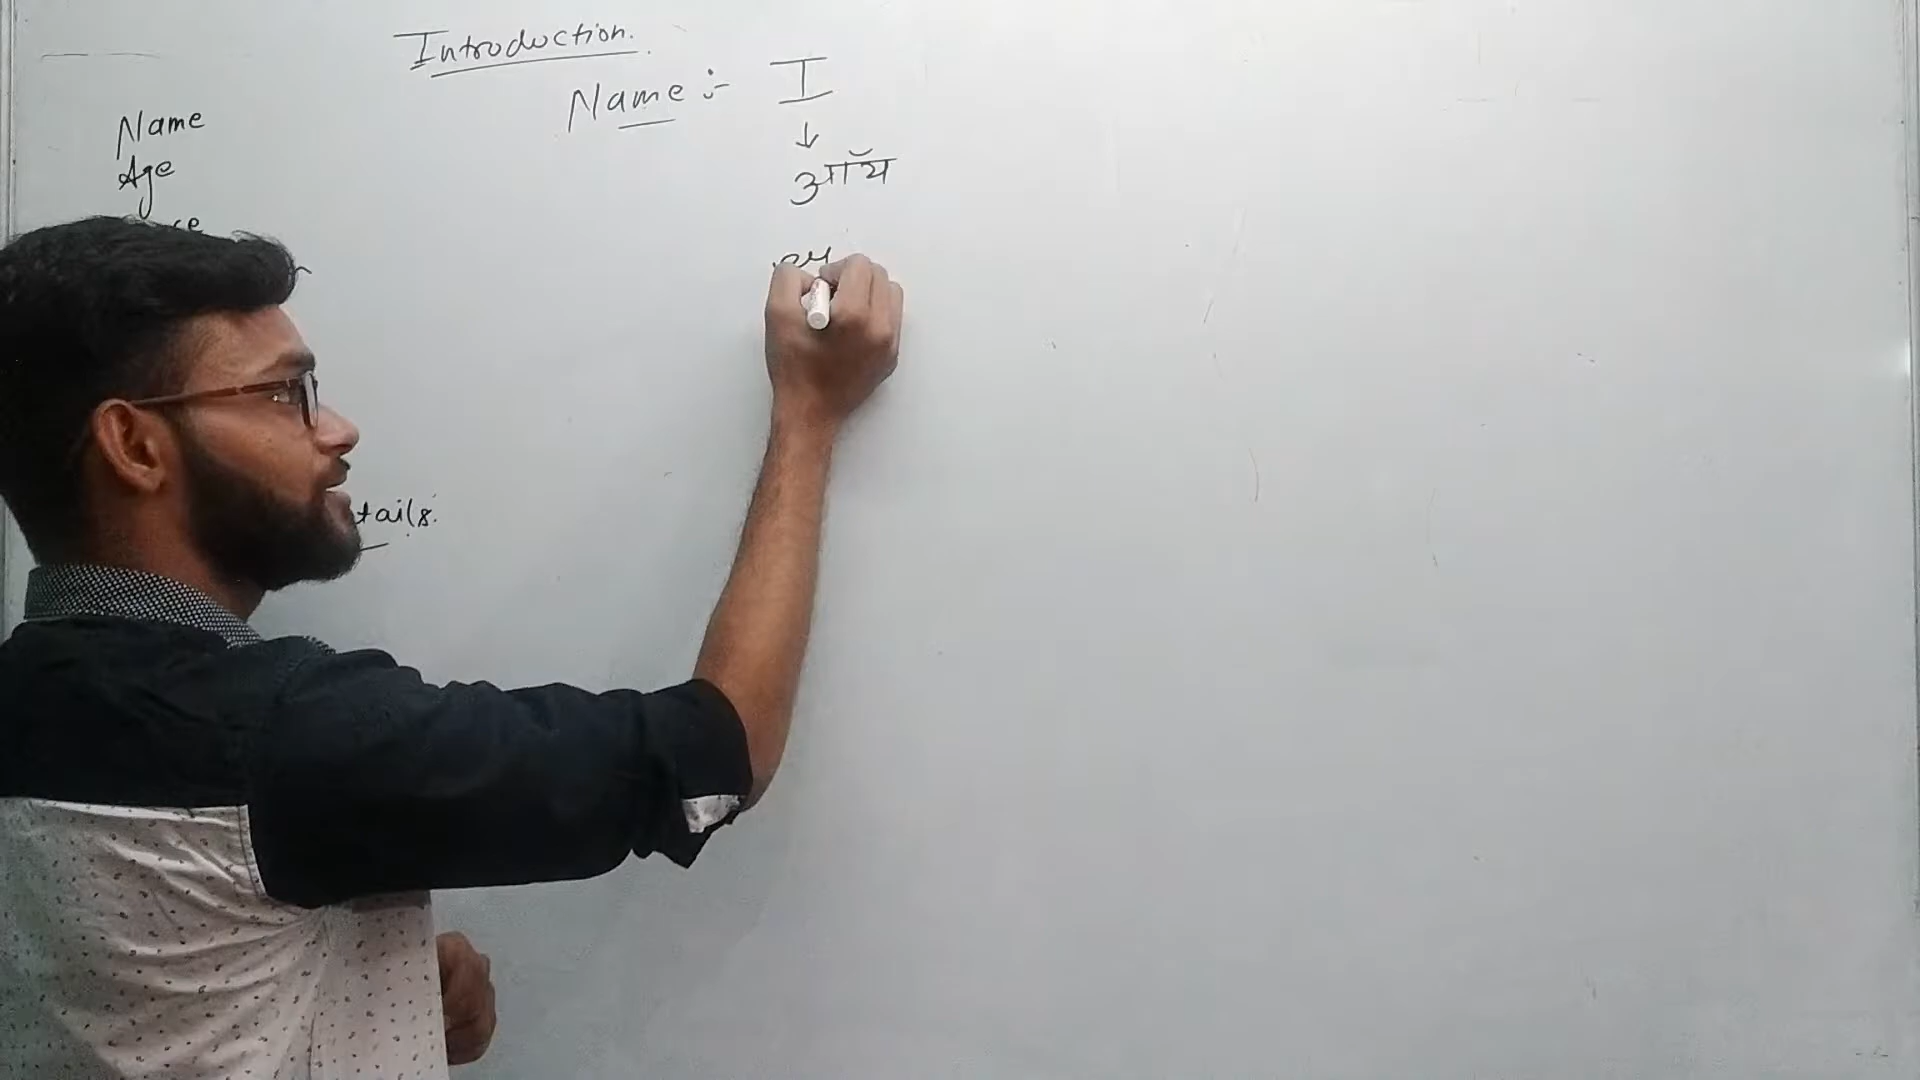 Introduction.
Name :- I
↓
आॅय
Name
Age
tails.